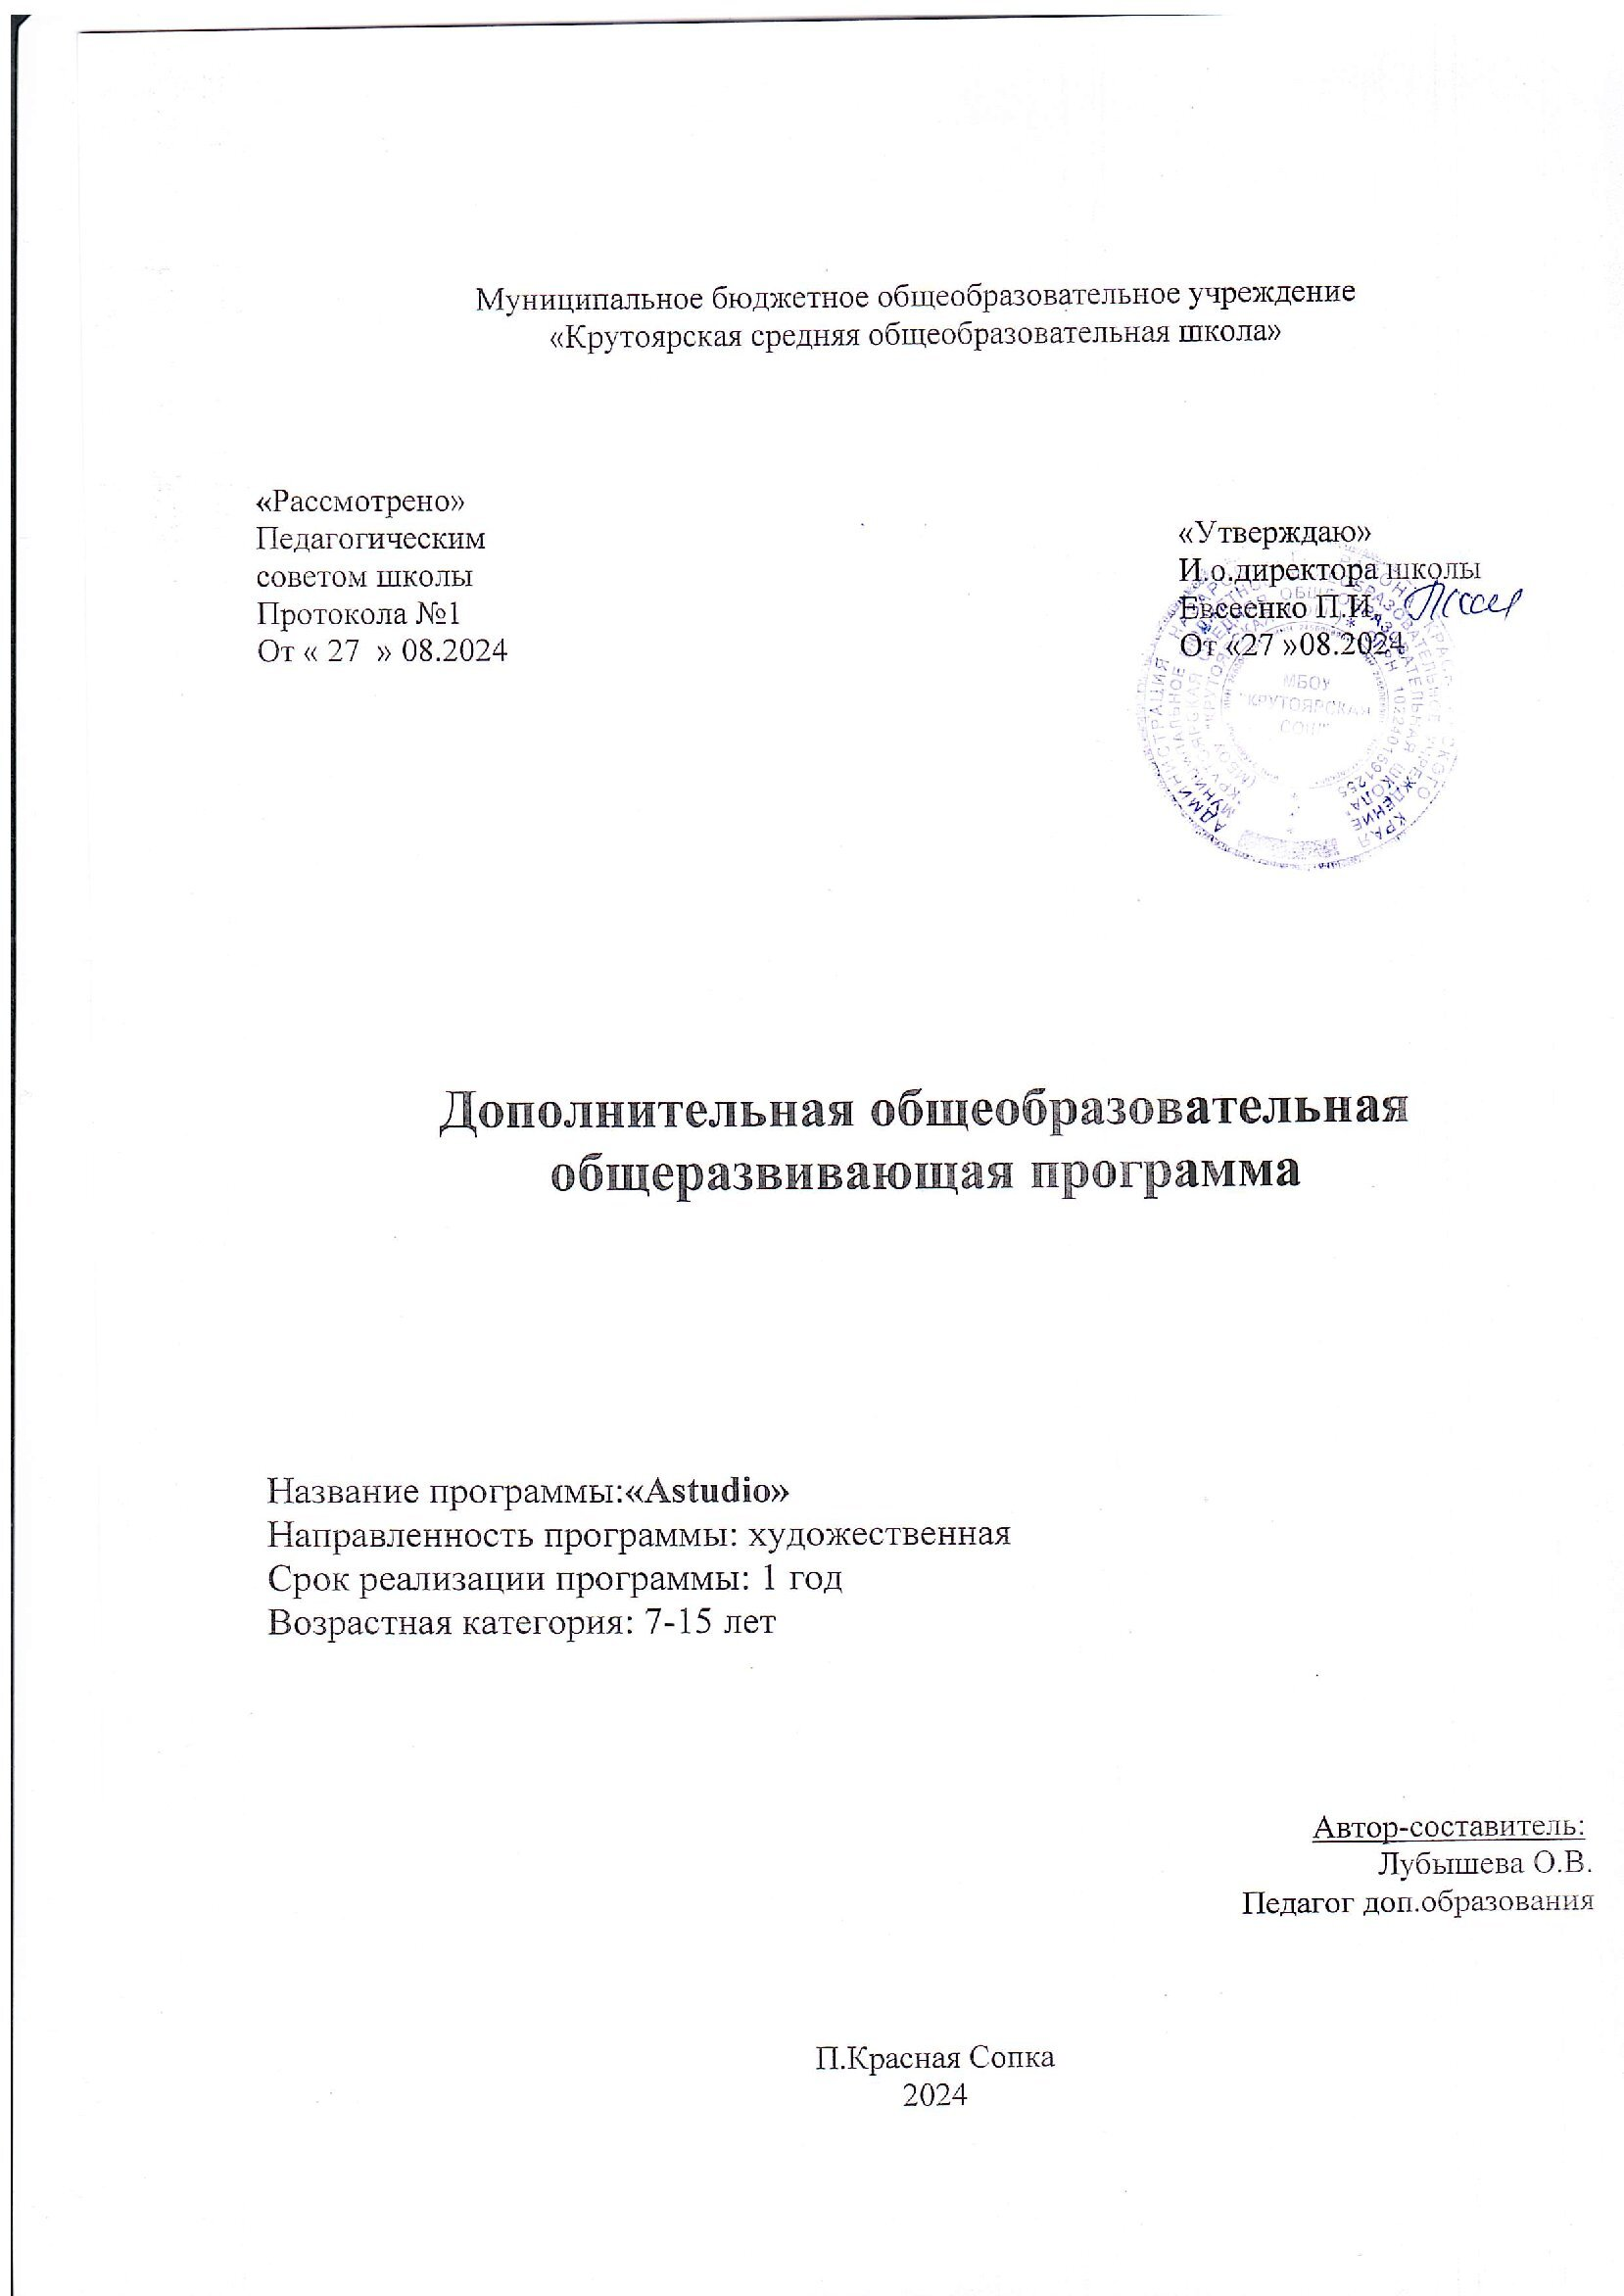 Муниципальное бюджетное общеобразовательное учреждение
«Крутоярская средняя общеобразовательная школа»
«Рассмотрено»
Педагогическим
советом школы
Протокола №1
От « 27 » 08.2024
«Утверждаю»
И.о.директора школы
Евсеенко П.И.
От «27 »08.2024
МБОУ
"КРУТОЯРСКАЯ
СОШ"
Дополнительная общеобразовательная
общеразвивающая программа
Название программы:«Astudio»
Направленность программы: художественная
Срок реализации программы: 1 год
Возрастная категория: 7-15 лет
Автор-составитель:
Лубышева О.В.
Педагог доп.образования
П.Красная Сопка
2024